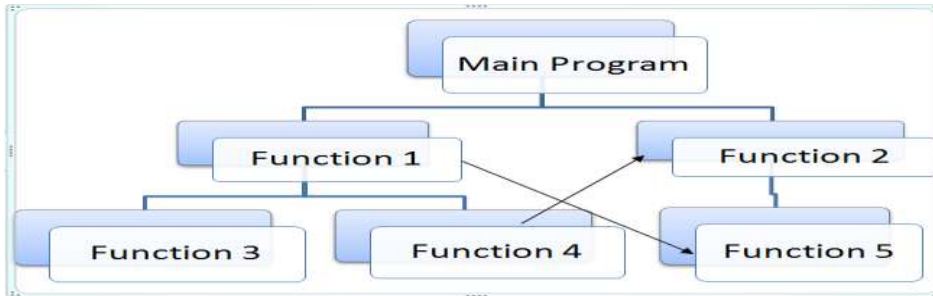 Main Program
Function 1
Function 2
Function 3
Function 4
Function 5